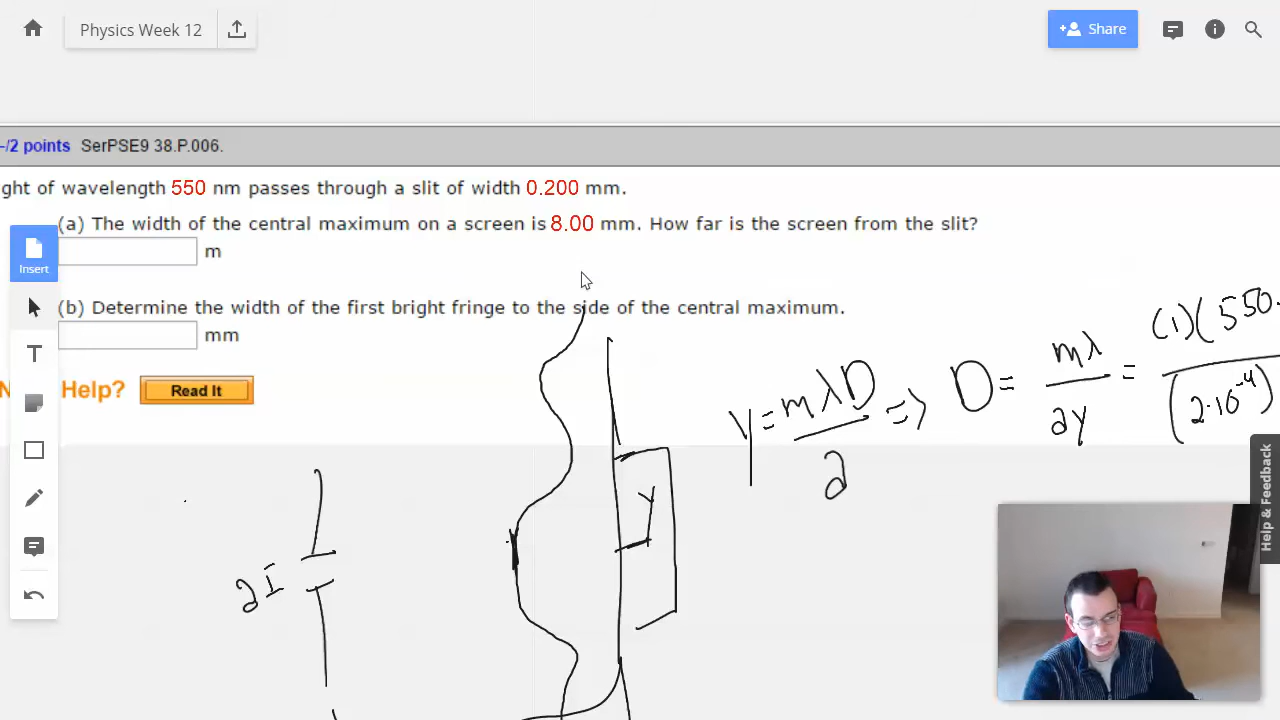 Physics Week 12
Share
-/2 points SerPSE9 38.P.006.
ght of wavelength 550 nm passes through a slit of width 0.200 mm.
(a) The width of the central maximum on a screen is 8.00 mm. How far is the screen from the slit?
m
Insert
(b) Determine the width of the first bright fringe to the side of the central maximum.
mm
Help? Read It
T
y = mλD / a => D = mλ / ay = (1)(550. / (2·10^-4)
y
Help & Feedback